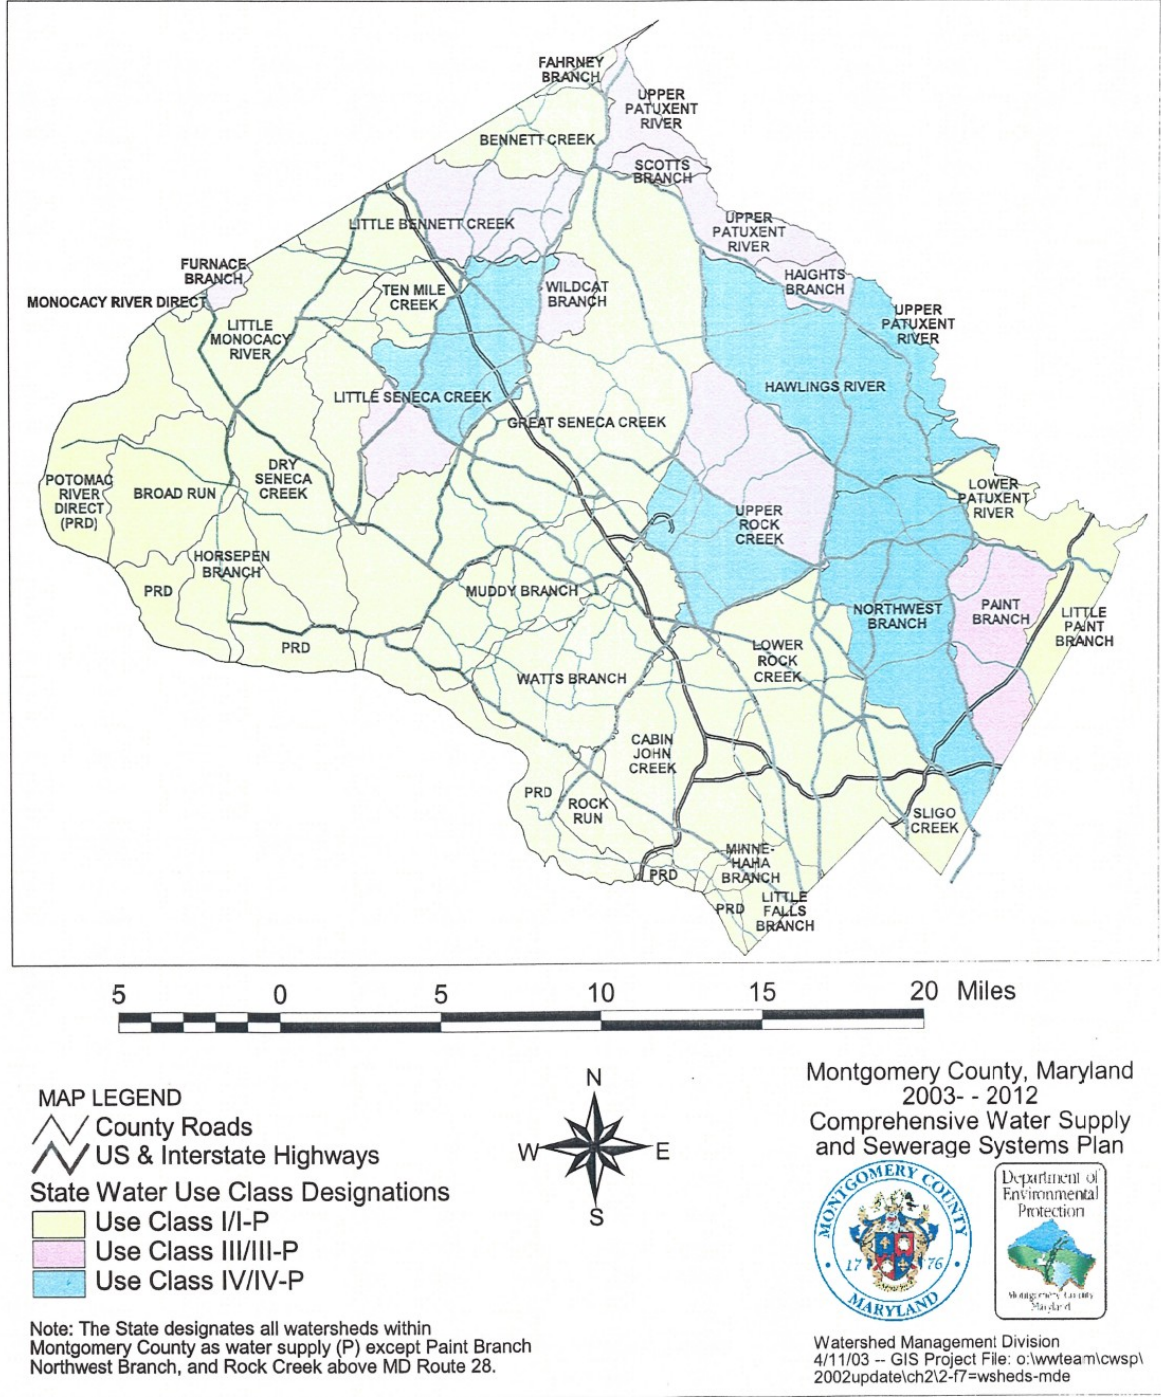 FAHRNEY
BRANCH
UPPER
PATUXENT
RIVER
BENNETT CREEK
SCOTTS
BRANCH
LITTLE BENNETT CREEK
UPPER
PATUXENT
RIVER
FURNACE
BRANCH
HAIGHTS
BRANCH
TEN MILE
CREEK
WILDCAT
BRANCH
MONOCACY RIVER DIRECT
UPPER
PATUXENT
RIVER
LITTLE
MONOCACY
RIVER
HAWLINGS RIVER
LITTLE SENECA CREEK
GREAT SENECA CREEK
DRY
SENECA
CREEK
POTOMAC
RIVER
DIRECT
(PRD)
BROAD RUN
LOWER
PATUXENT
RIVER
UPPER
ROCK
CREEK
HORSEPEN
BRANCH
PRD
MUDDY BRANCH
NORTHWEST
BRANCH
PAINT
BRANCH
LITTLE
PAINT
BRANCH
PRD
LOWER
ROCK
CREEK
WATTS BRANCH
CABIN
JOHN
CREEK
PRD
ROCK
RUN
SLIGO
CREEK
MINNE-
HAHA
BRANCH
PRD
PRD
LITTLE
FALLS
BRANCH
5 0 5 10 15 20 Miles
MAP LEGEND
County Roads
US & Interstate Highways
State Water Use Class Designations
Use Class I/I-P
Use Class III/III-P
Use Class IV/IV-P
Note: The State designates all watersheds within
Montgomery County as water supply (P) except Paint Branch
Northwest Branch, and Rock Creek above MD Route 28.
N
W E
S
Montgomery County, Maryland
2003- - 2012
Comprehensive Water Supply
and Sewerage Systems Plan
MONTGOMERY COUNTY
17 76
MARYLAND
Department of
Environmental
Protection
Montgomery County
Maryland
Watershed Management Division
4/11/03 -- GIS Project File: o:\wwteam\cwsp\
2002update\ch2\2-f7=wsheds-mde